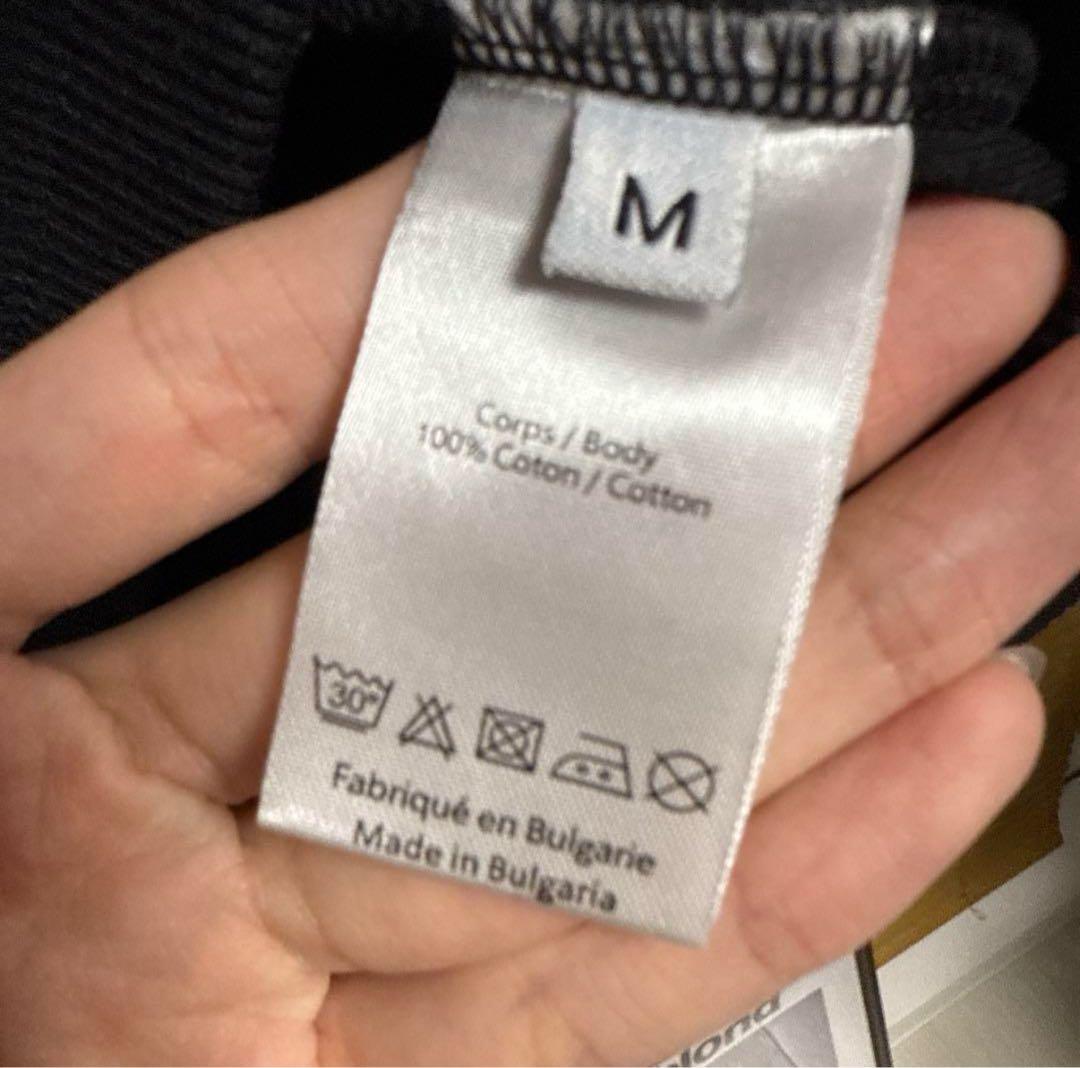 M
Corps / Body
100% Coton / Cotton
30°
Fabriqué en Bulgarie
Made in Bulgaria